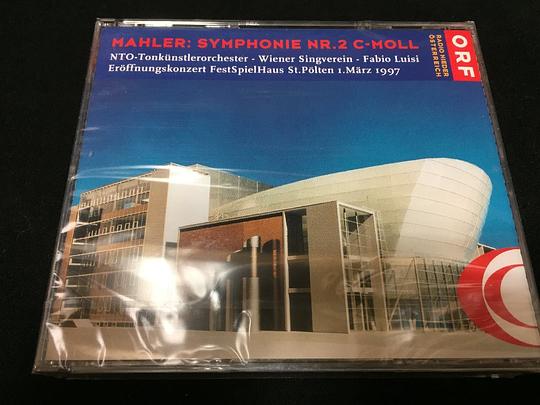 MAHLER: SYMPHONIE NR.2 C-MOLL
NTO-Tonkünstlerorchester - Wiener Singverein - Fabio Luisi
Eröffnungskonzert FestSpielHaus St.Pölten 1.März 1997
ORF
RADIO NIEDER
ÖSTERREICH